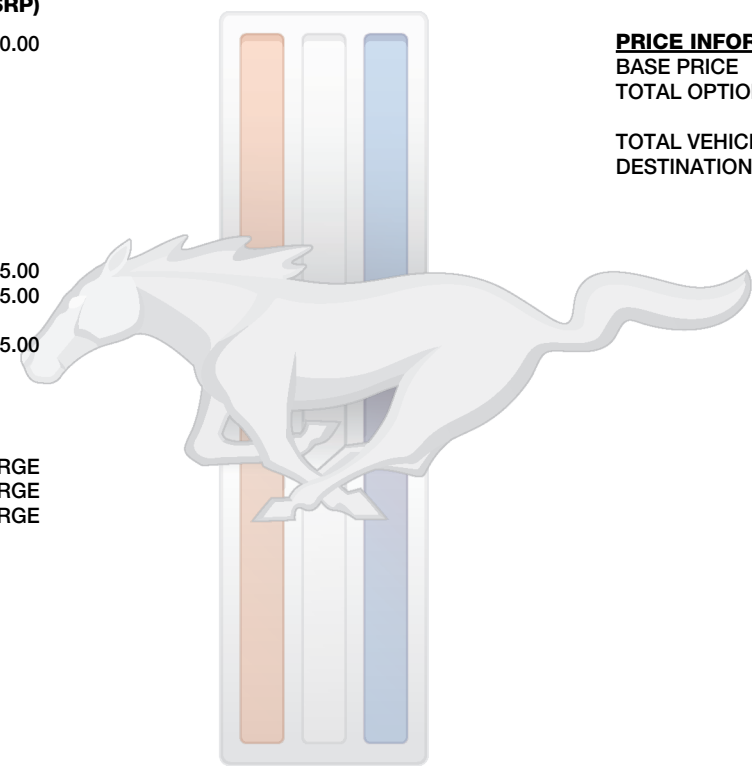 SRP)
0.00
5.00
5.00
5.00
RGE
RGE
RGE
PRICE INFOR
BASE PRICE
TOTAL OPTIO
TOTAL VEHIC
DESTINATION